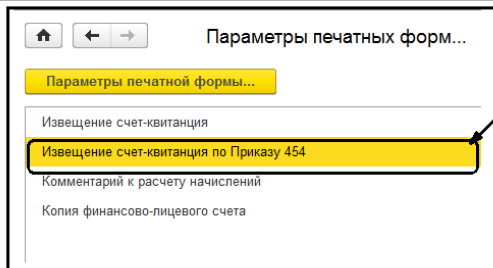 Параметры печатных форм...
Параметры печатной формы...
Извещение счет-квитанция
Извещение счет-квитанция по Приказу 454
Комментарий к расчету начислений
Копия финансово-лицевого счета